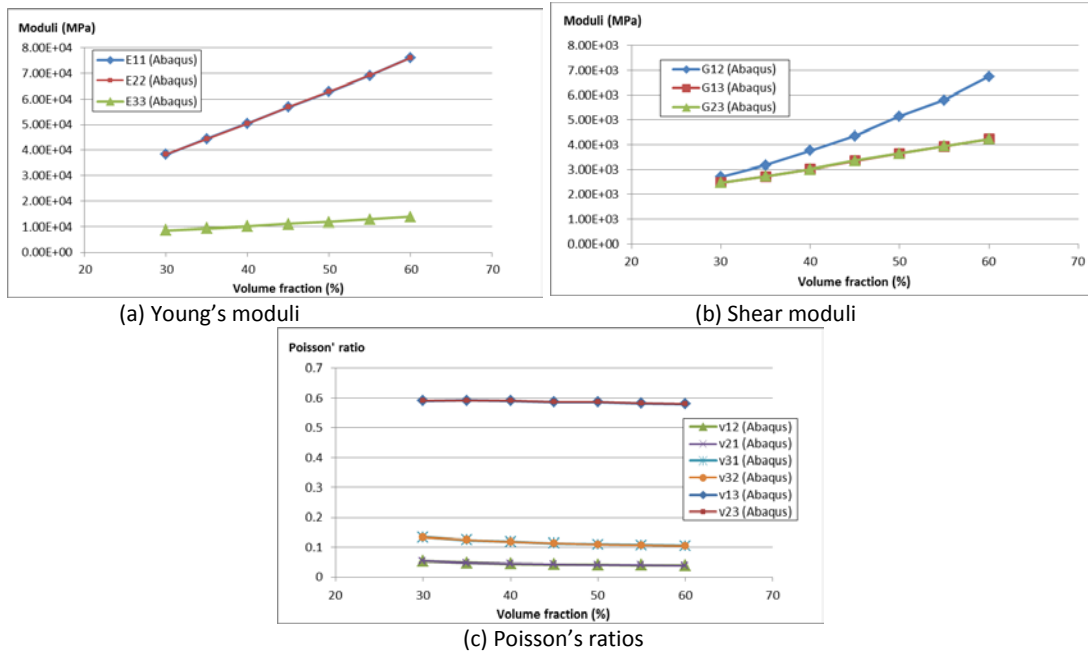 Moduli (MPa)
8.00E+04
7.00E+04
6.00E+04
5.00E+04
4.00E+04
3.00E+04
2.00E+04
1.00E+04
0.00E+00
E11 (Abaqus)
E22 (Abaqus)
E33 (Abaqus)
20 30 40 50 60 70
Volume fraction (%)
(a) Young's moduli
Moduli (MPa)
8.00E+03
7.00E+03
6.00E+03
5.00E+03
4.00E+03
3.00E+03
2.00E+03
1.00E+03
0.00E+00
G12 (Abaqus)
G13 (Abaqus)
G23 (Abaqus)
20 30 40 50 60 70
Volume fraction (%)
(b) Shear moduli
Poisson' ratio
0.7
0.6
0.5
0.4
0.3
0.2
0.1
0
v12 (Abaqus)
v21 (Abaqus)
v31 (Abaqus)
v32 (Abaqus)
v13 (Abaqus)
v23 (Abaqus)
20 30 40 50 60 70
Volume fraction (%)
(c) Poisson's ratios